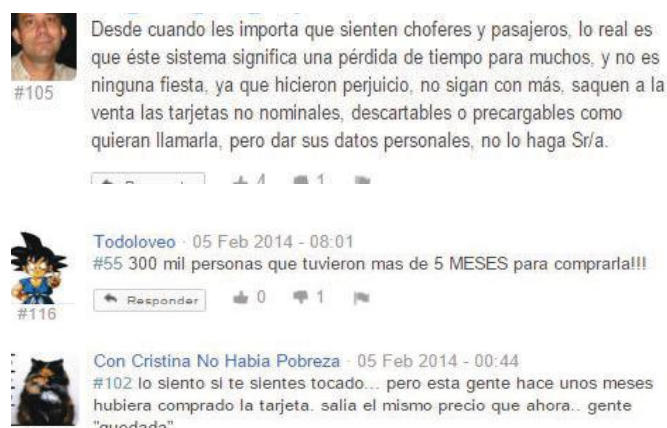 Desde cuando les importa que sienten choferes y pasajeros, lo real es
que éste sistema significa una pérdida de tiempo para muchos, y no es
ninguna fiesta, ya que hicieron perjuicio, no sigan con más, saquen a la
venta las tarjetas no nominales, descartables o precargables como
quieran llamarla, pero dar sus datos personales, no lo haga Sr/a.
#105
4 1
Todoloveo · 05 Feb 2014 - 08:01
#55 300 mil personas que tuvieron mas de 5 MESES para comprarla!!!
Responder 0 1
#116
Con Cristina No Habia Pobreza · 05 Feb 2014 - 00:44
#102 lo siento si te sientes tocado... pero esta gente hace unos meses
hubiera comprado la tarjeta. salia el mismo precio que ahora.. gente